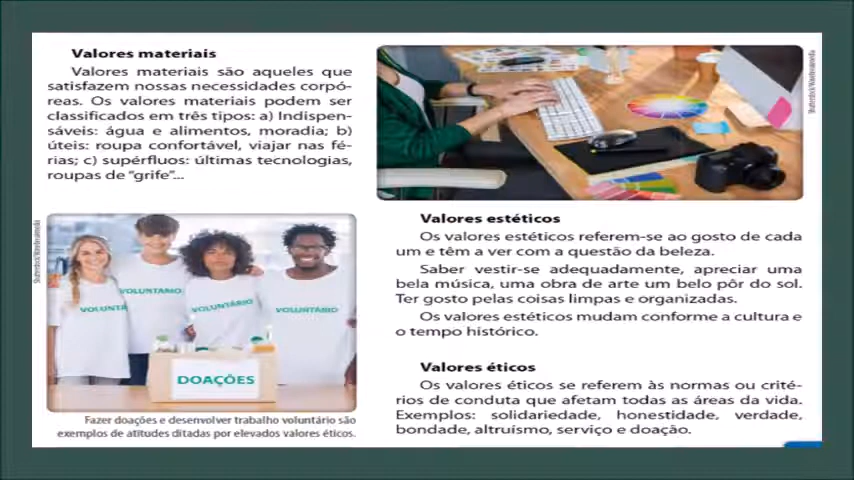 Valores materiais
Valores materiais são aqueles que
satisfazem nossas necessidades corpó-
reas. Os valores materiais podem ser
classificados em três tipos: a) Indispen-
sáveis: água e alimentos, moradia; b)
úteis: roupa confortável, viajar nas fé-
rias; c) supérfluos: últimas tecnologias,
roupas de "grife"...
VOLUNTÁ
VOLUNTARIO
VOLUNTÁRIO
VOLUNTÁRIO
DOAÇÕES
Fazer doações e desenvolver trabalho voluntário são
exemplos de atitudes ditadas por elevados valores éticos.
Valores estéticos
Os valores estéticos referem-se ao gosto de cada
um e têm a ver com a questão da beleza.
Saber vestir-se adequadamente, apreciar uma
bela música, uma obra de arte um belo pôr do sol.
Ter gosto pelas coisas limpas e organizadas.
Os valores estéticos mudam conforme a cultura e
o tempo histórico.
Valores éticos
Os valores éticos se referem às normas ou crité-
rios de conduta que afetam todas as áreas da vida.
Exemplos: solidariedade, honestidade, verdade,
bondade, altruísmo, serviço e doação.